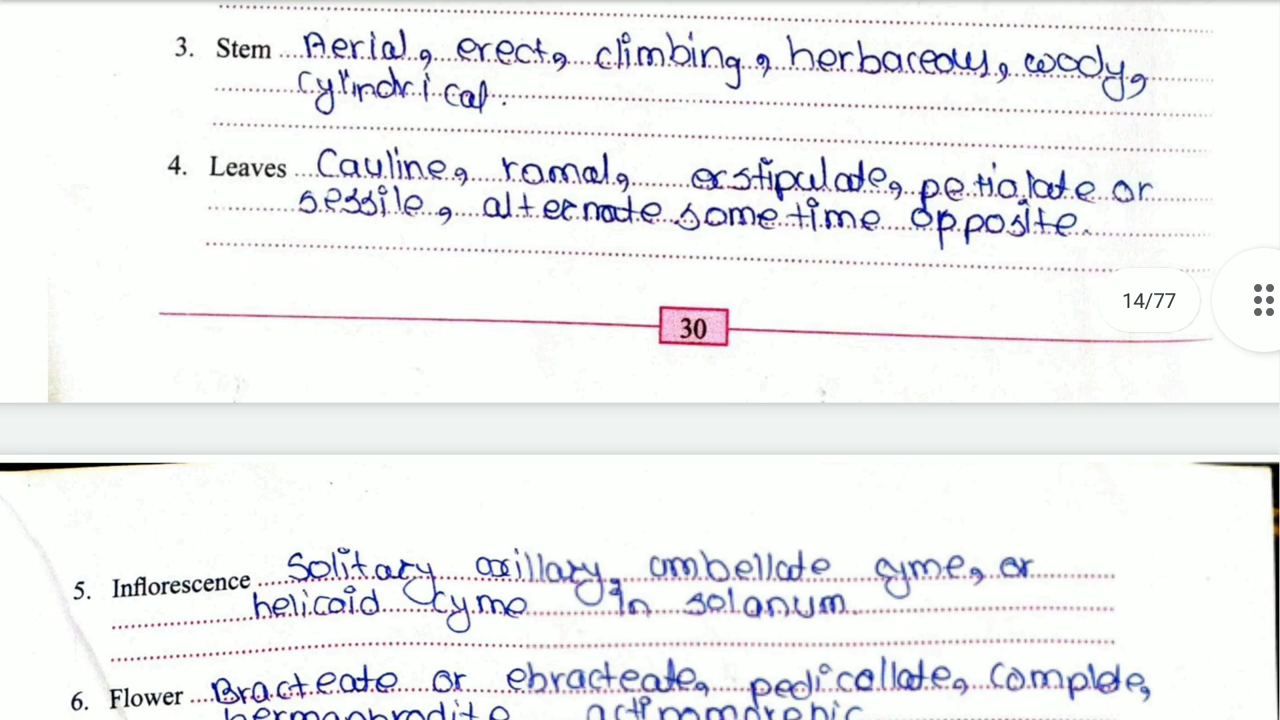 3. Stem Aerial, erect, climbing, herbaceous, woody,
cylindrical.
4. Leaves Cauline, ramal, exstipulate, petiolate or
sessile, alternate sometime opposite.
14/77
30
5. Inflorescence Solitary axillary, umbellate cyme, or
helicoid cyme in solanum
6. Flower Bracteate or ebracteate, pedicellate, complete,
hermaphrodite